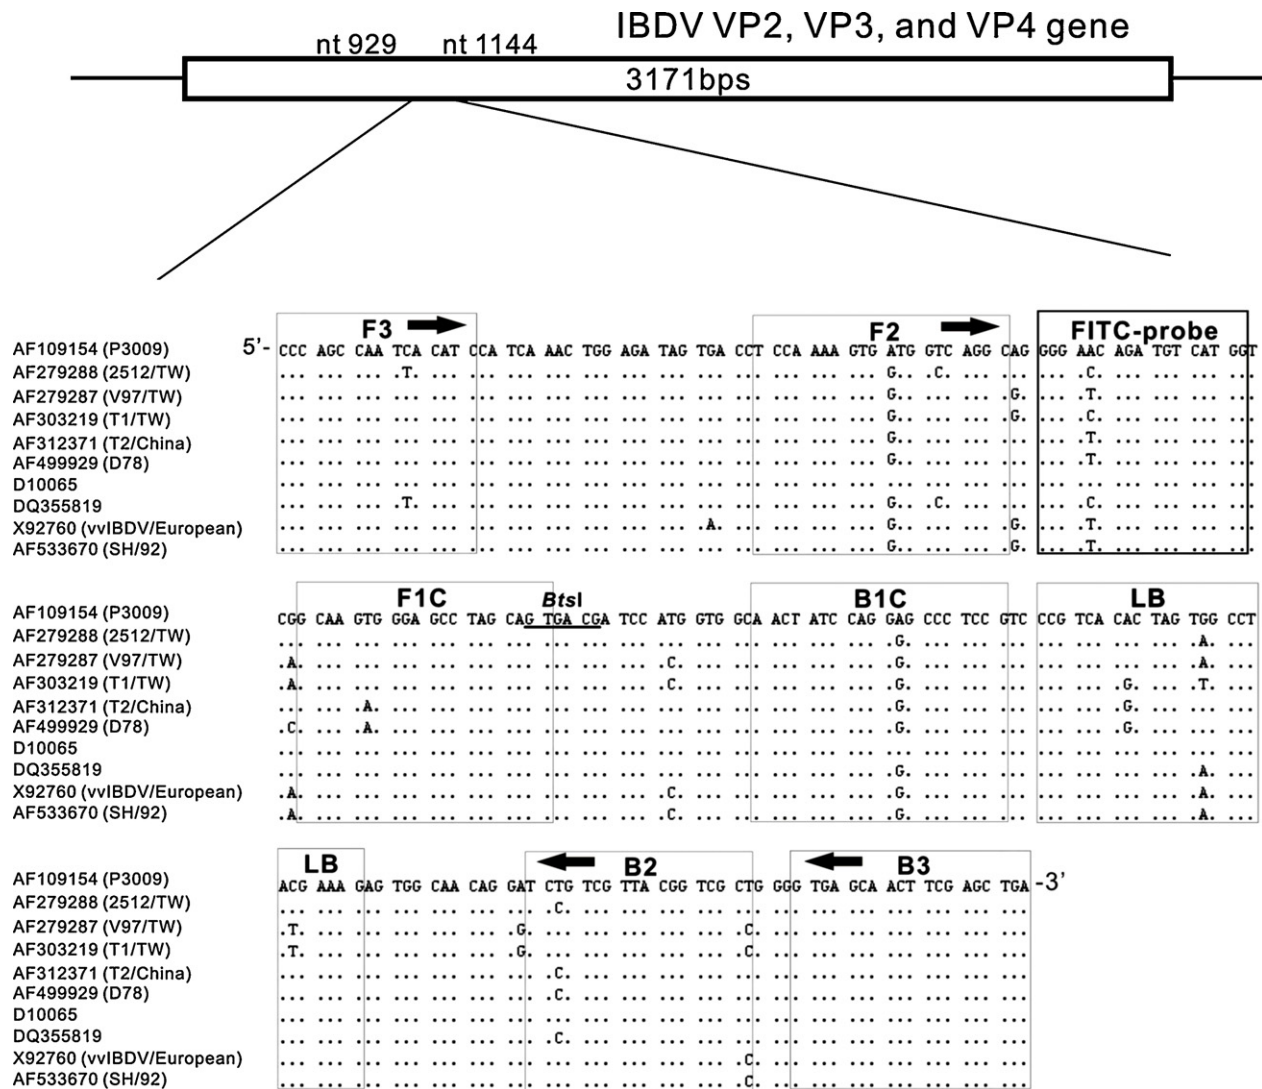 IBDV VP2, VP3, and VP4 gene
nt 929 nt 1144
3171bps
F3 F2 FITC-probe
AF109154 (P3009) 5'- CCC AGC CAA TCA CAT CCA TCA AAC TGG AGA TAG TGA CCT CCA AAA GTG ATG GTC AGG CAG GGG AAC AGA TGT CAT GGT
AF279288 (2512/TW) ... ... ... .T. ... ... ... ... ... ... ... ... ... ... ... ... .G. .C. ... ... ... .C. ... ... ... ...
AF279287 (V97/TW) ... ... ... ... ... ... ... ... ... ... ... ... ... ... ... ... .G. ... ... .G. ... .T. ... ... ... ...
AF303219 (T1/TW) ... ... ... ... ... ... ... ... ... ... ... ... ... ... ... ... .G. ... ... .G. ... .C. ... ... ... ...
AF312371 (T2/China) ... ... ... ... ... ... ... ... ... ... ... ... ... ... ... ... .G. ... ... ... ... .T. ... ... ... ...
AF499929 (D78) ... ... ... ... ... ... ... ... ... ... ... ... ... ... ... ... .G. ... ... ... ... .T. ... ... ... ...
D10065 ... ... ... ... ... ... ... ... ... ... ... ... ... ... ... ... ... ... ... ... ... ... ... ... ... ...
DQ355819 ... ... ... .T. ... ... ... ... ... ... ... ... ... ... ... ... .G. .C. ... ... ... .C. ... ... ... ...
X92760 (vvIBDV/European) ... ... ... ... ... ... ... ... ... ... ... .A. ... ... ... ... .G. ... ... .G. ... .T. ... ... ... ...
AF533670 (SH/92) ... ... ... ... ... ... ... ... ... ... ... ... ... ... ... ... .G. ... ... .G. ... .T. ... ... ... ...
F1C BtsI B1C LB
AF109154 (P3009) CGG CAA GTG GGA GCC TAG CAG TGA CGA TCC ATG GTG GCA ACT ATC CAG GAG CCC TCC GTC CCG TCA CAC TAG TGG CCT
AF279288 (2512/TW) ... ... ... ... ... ... ... ... ... ... ... ... ... ... ... ... .G. ... ... ... ... ... ... ... .A. ...
AF279287 (V97/TW) .A. ... ... ... ... ... ... ... ... ... .C. ... ... ... ... ... .G. ... ... ... ... ... ... ... .A. ...
AF303219 (T1/TW) .A. ... ... ... ... ... ... ... ... ... .C. ... ... ... ... ... .G. ... ... ... ... ... .G. ... .T. ...
AF312371 (T2/China) ... ... .A. ... ... ... ... ... ... ... ... ... ... ... ... ... .G. ... ... ... ... ... .G. ... ... ...
AF499929 (D78) .C. ... .A. ... ... ... ... ... ... ... ... ... ... ... ... ... .G. ... ... ... ... ... .G. ... ... ...
D10065 ... ... ... ... ... ... ... ... ... ... ... ... ... ... ... ... ... ... ... ... ... ... ... ... ... ...
DQ355819 ... ... ... ... ... ... ... ... ... ... ... ... ... ... ... ... .G. ... ... ... ... ... ... ... .A. ...
X92760 (vvIBDV/European) .A. ... ... ... ... ... ... ... ... ... .C. ... ... ... ... ... .G. ... ... ... ... ... ... ... .A. ...
AF533670 (SH/92) .A. ... ... ... ... ... ... ... ... ... .C. ... ... ... ... ... .G. ... ... ... ... ... ... ... .A. ...
LB B2 B3
AF109154 (P3009) ACG AAA GAG TGG CAA CAG GAT CTG TCG TTA CGG TCG CTG GGG TGA GCA ACT TCG AGC TGA -3'
AF279288 (2512/TW) ... ... ... ... ... ... ... .C. ... ... ... ... ... ... ... ... ... ... ... ...
AF279287 (V97/TW) .T. ... ... ... ... ... .G. ... ... ... ... ... .C. ... ... ... ... ... ... ...
AF303219 (T1/TW) .T. ... ... ... ... ... .G. ... ... ... ... ... .C. ... ... ... ... ... ... ...
AF312371 (T2/China) ... ... ... ... ... ... ... .C. ... ... ... ... ... ... ... ... ... ... ... ...
AF499929 (D78) ... ... ... ... ... ... ... .C. ... ... ... ... ... ... ... ... ... ... ... ...
D10065 ... ... ... ... ... ... ... ... ... ... ... ... ... ... ... ... ... ... ... ...
DQ355819 ... ... ... ... ... ... ... .C. ... ... ... ... ... ... ... ... ... ... ... ...
X92760 (vvIBDV/European) ... ... ... ... ... ... ... ... ... ... ... ... .C. ... ... ... ... ... ... ...
AF533670 (SH/92) ... ... ... ... ... ... ... ... ... ... ... ... .C. ... ... ... ... ... ... ...